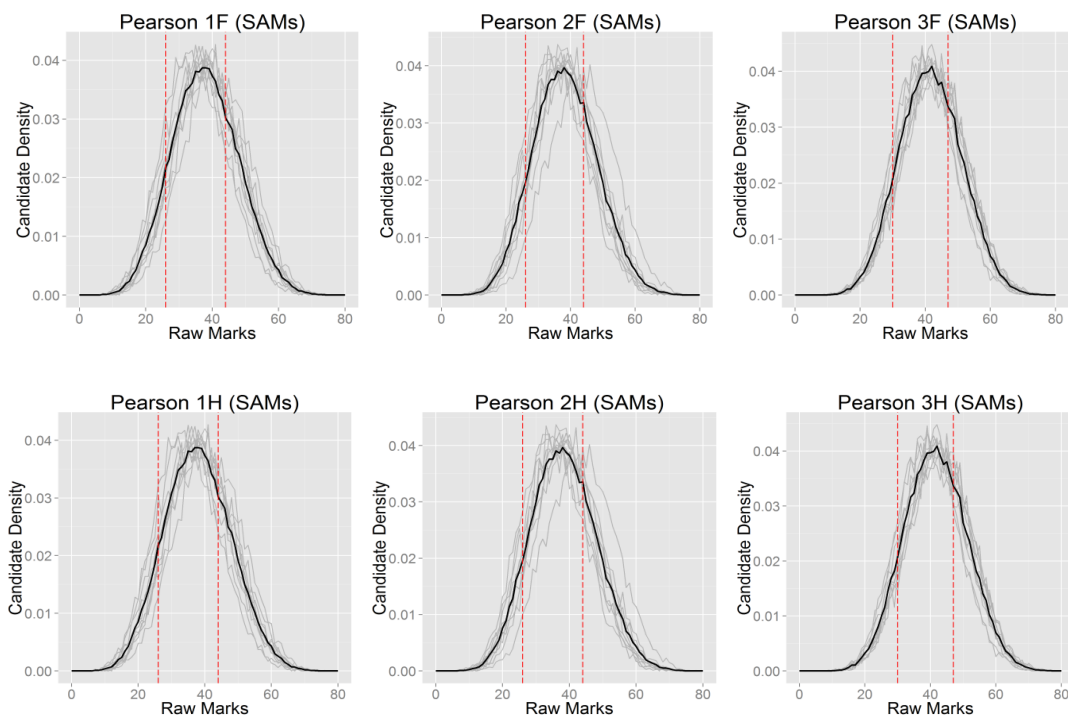 Pearson 1F (SAMs)
Candidate Density
0.04
0.03
0.02
0.01
0.00
0 20 40 60 80
Raw Marks
Pearson 2F (SAMs)
Candidate Density
0.04
0.03
0.02
0.01
0.00
0 20 40 60 80
Raw Marks
Pearson 3F (SAMs)
Candidate Density
0.04
0.03
0.02
0.01
0.00
0 20 40 60 80
Raw Marks
Pearson 1H (SAMs)
Candidate Density
0.04
0.03
0.02
0.01
0.00
0 20 40 60 80
Raw Marks
Pearson 2H (SAMs)
Candidate Density
0.04
0.03
0.02
0.01
0.00
0 20 40 60 80
Raw Marks
Pearson 3H (SAMs)
Candidate Density
0.04
0.03
0.02
0.01
0.00
0 20 40 60 80
Raw Marks